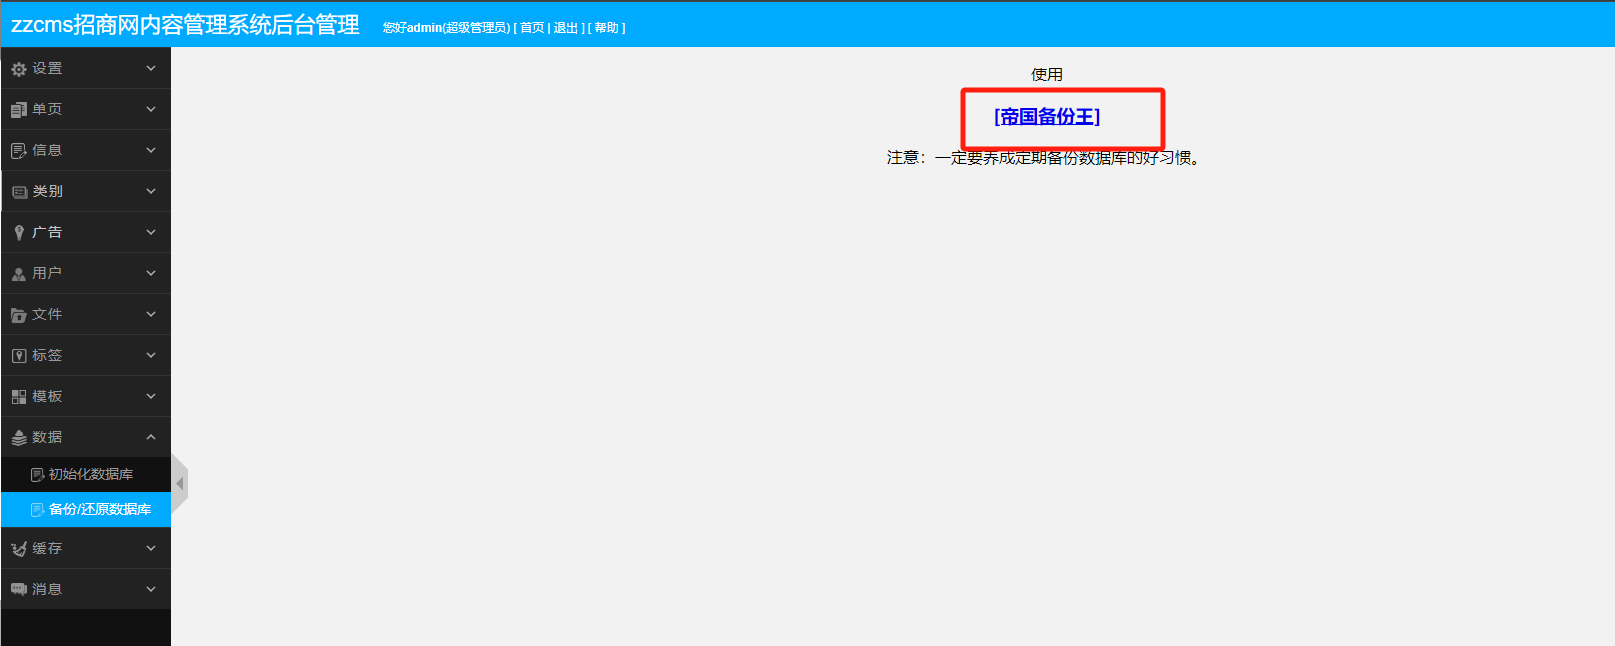 zzcms招商网内容管理系统后台管理 您好admin(超级管理员) [ 首页 | 退出 ] [ 帮助 ]
设置
单页
信息
类别
广告
用户
文件
标签
模板
数据
初始化数据库
备份/还原数据库
缓存
消息
使用
[帝国备份王]
注意：一定要养成定期备份数据库的好习惯。